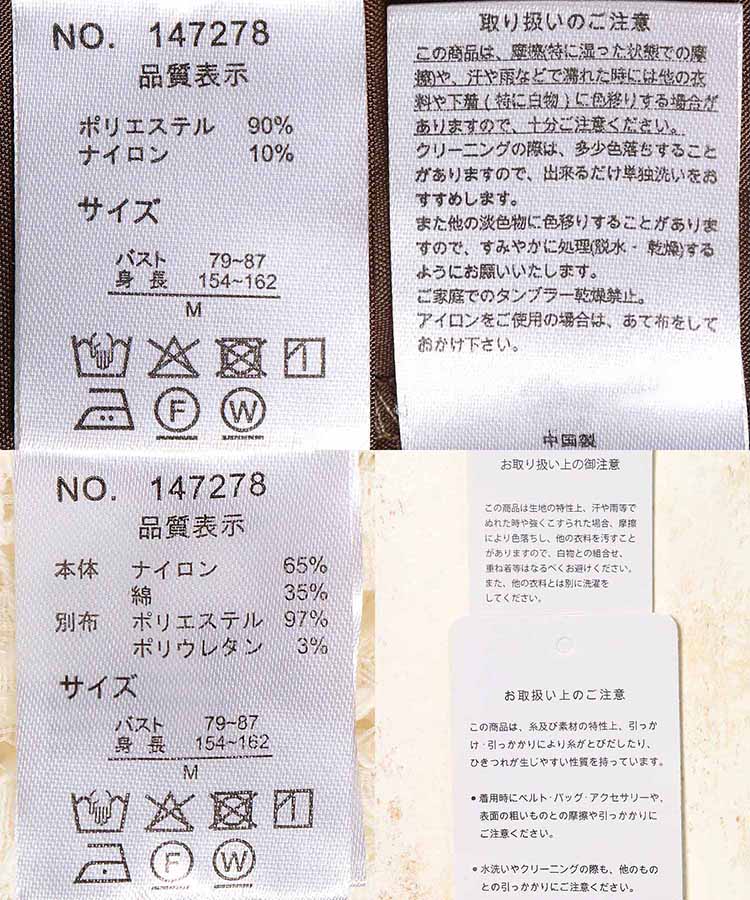 NO. 147278
品質表示
ポリエステル 90%
ナイロン 10%
サイズ
バスト 79~87
身長 154~162
M
F W
取り扱いのご注意
この商品は、摩擦(特に湿った状態での摩
擦)や、汗や雨などで濡れた時には他の衣
料や下着(特に白物)に色移りする場合が
ありますので、十分ご注意ください。
クリーニングの際は、多少色落ちすること
がありますので、出来るだけ単独洗いをお
すすめします。
また他の淡色物に色移りすることがありま
すので、すみやかに処理(脱水・乾燥)する
ようにお願いいたします。
ご家庭でのタンブラー乾燥禁止。
アイロンをご使用の場合は、あて布をして
おかけ下さい。
中国製
NO. 147278
品質表示
本体 ナイロン 65%
綿 35%
別布 ポリエステル 97%
ポリウレタン 3%
サイズ
バスト 79~87
身長 154~162
M
F W
お取り扱い上の御注意
この商品は生地の特性上、汗や雨等で
ぬれた時や強くこすられた場合、摩擦
により色落ちし、他の衣料を汚すこと
がありますので、白物との組合せ、
重ね着等はなるべくお避けください。
また、他の衣料とは別に洗濯を
してください。
お取扱い上のご注意
この商品は、糸及び素材の特性上、引っか
け・引っかかりにより糸がとびだしたり、
ひきつれが生じやすい性質を持っています。
●着用時にベルト・バッグ・アクセサリーや、
表面の粗いものとの摩擦や引っかかりに
ご注意ください。
●水洗いやクリーニングの際も、他のもの
との引っかかりにご注意ください。